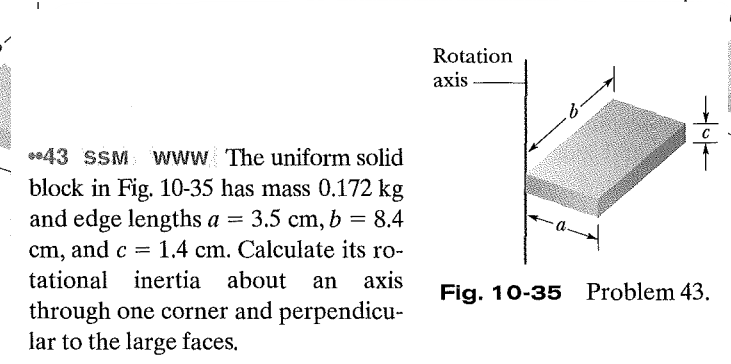 ••43 SSM WWW The uniform solid
block in Fig. 10-35 has mass 0.172 kg
and edge lengths a = 3.5 cm, b = 8.4
cm, and c = 1.4 cm. Calculate its ro-
tational inertia about an axis
through one corner and perpendicu-
lar to the large faces.
Rotation
axis
b
c
a
Fig. 10-35 Problem 43.